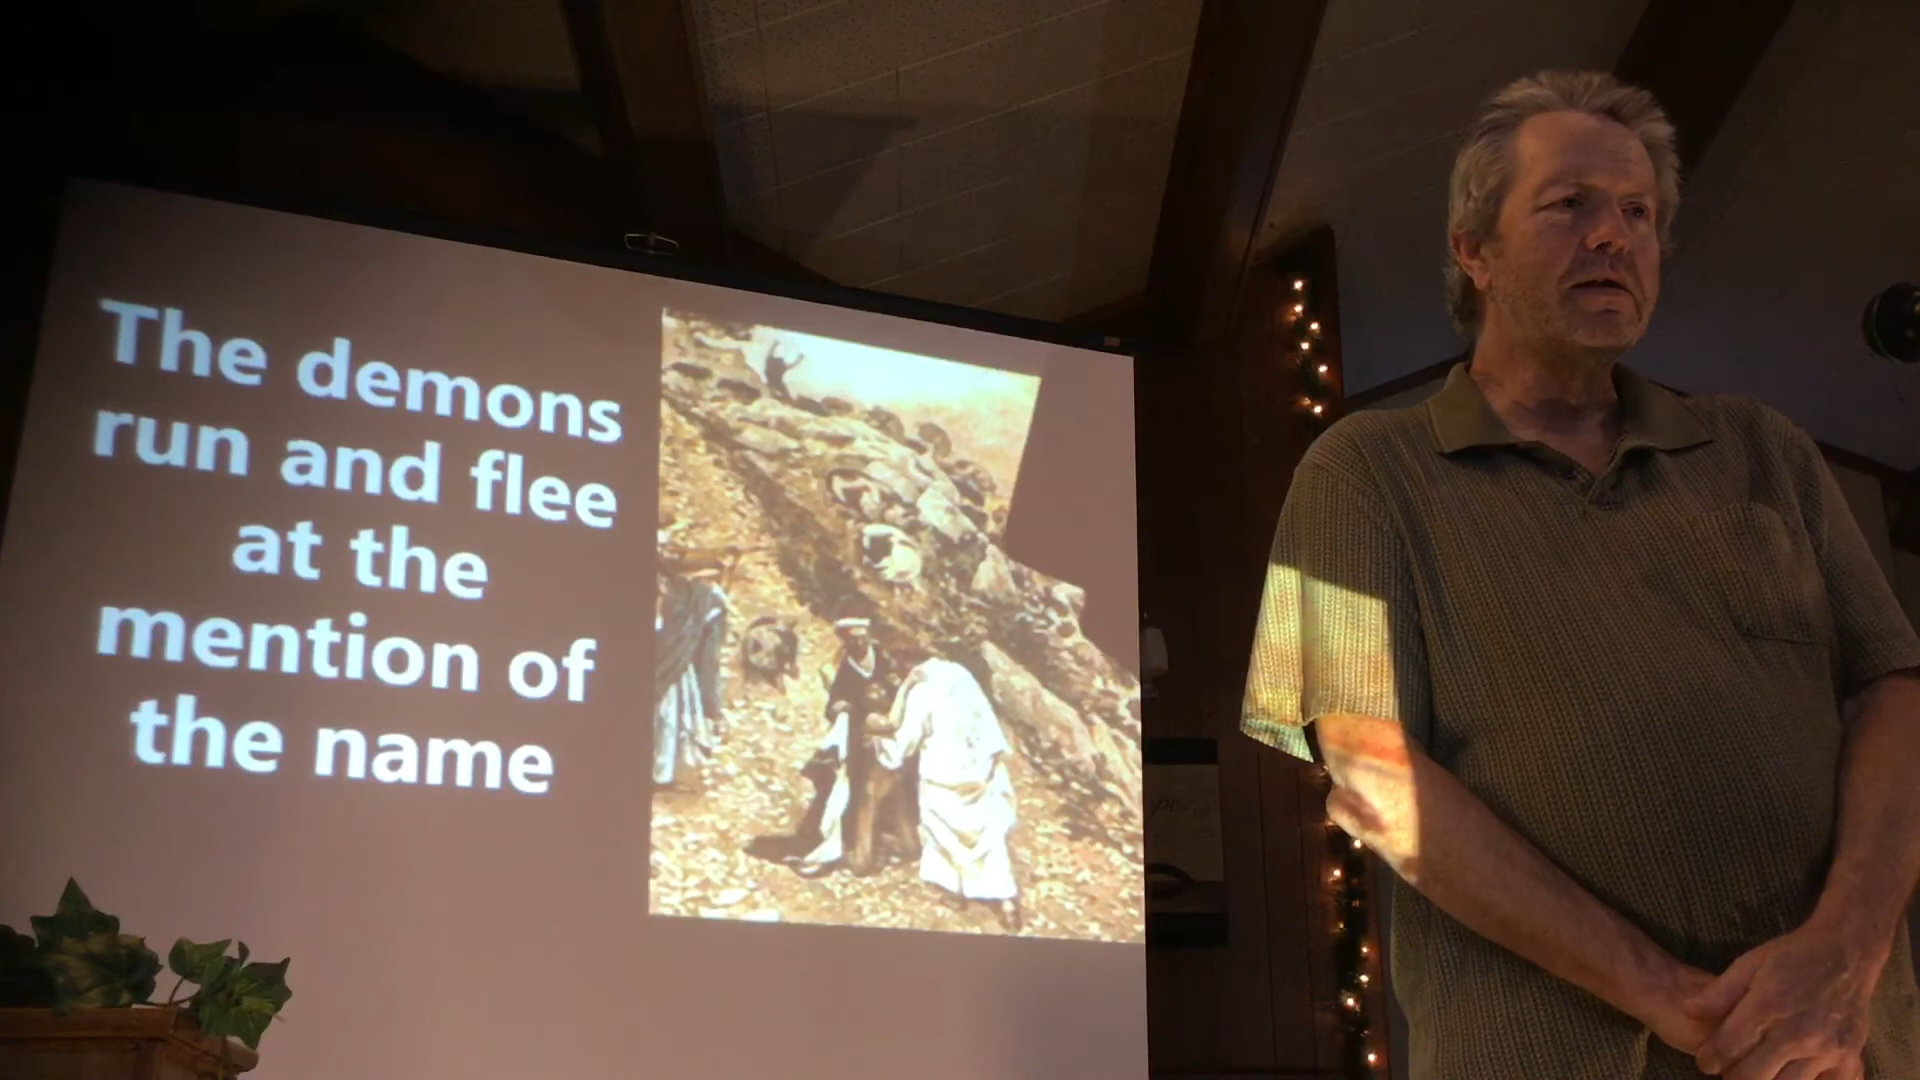 The demons
run and flee
at the
mention of
the name